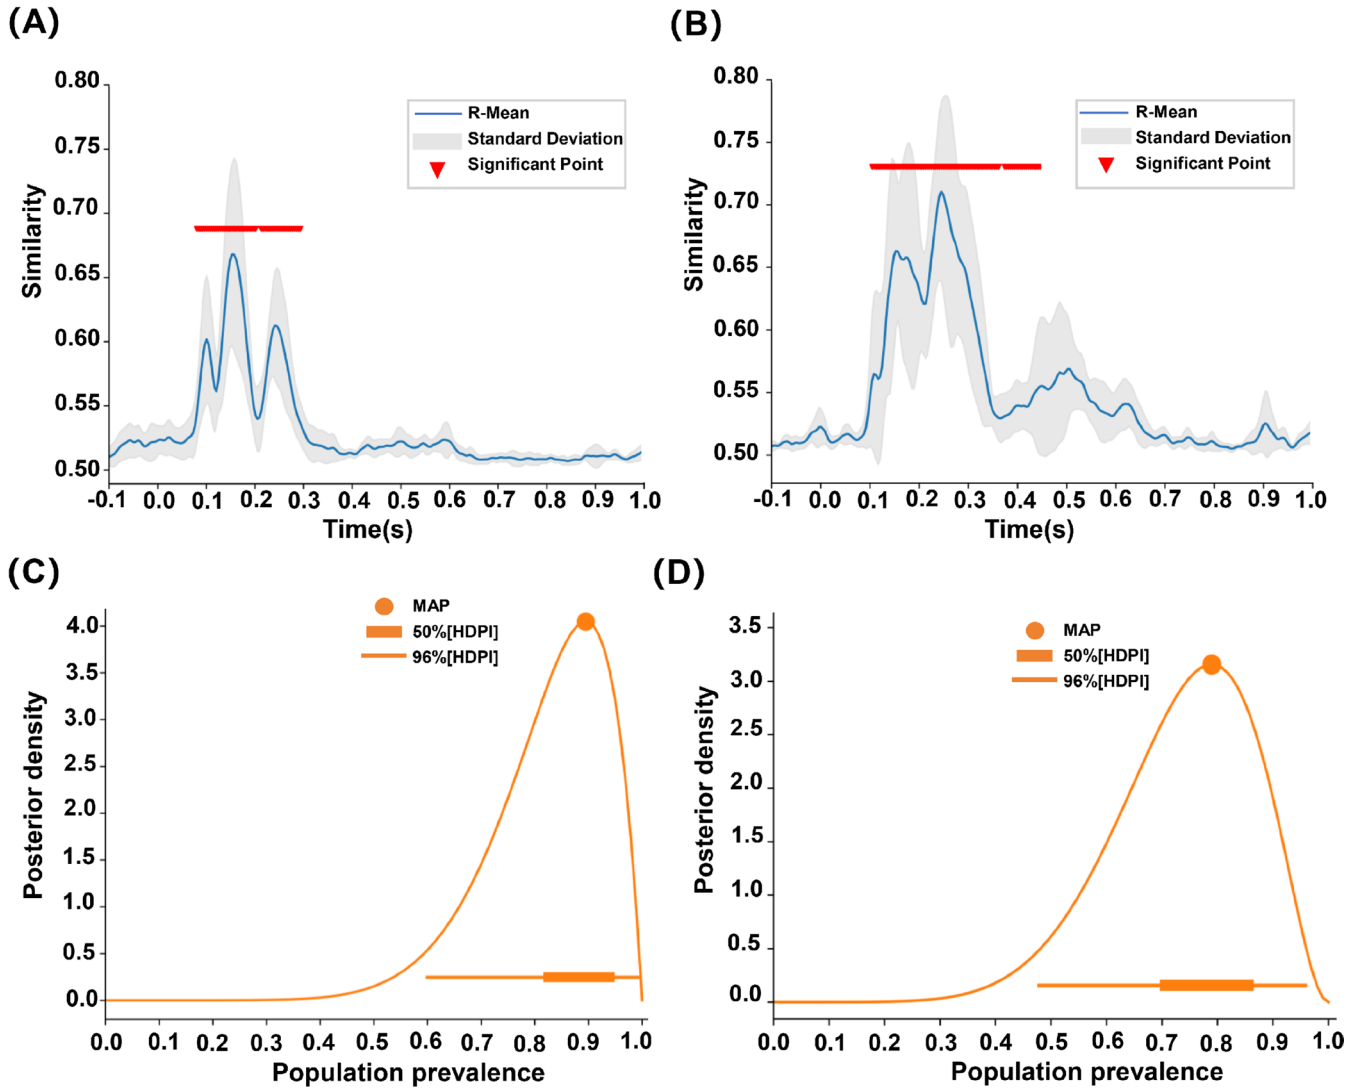 (A)
0.80
0.75
0.70
0.65
0.60
0.55
0.50
Similarity
R-Mean
Standard Deviation
Significant Point
-0.1 0.0 0.1 0.2 0.3 0.4 0.5 0.6 0.7 0.8 0.9 1.0
Time(s)
(B)
0.80
0.75
0.70
0.65
0.60
0.55
0.50
Similarity
R-Mean
Standard Deviation
Significant Point
-0.1 0.0 0.1 0.2 0.3 0.4 0.5 0.6 0.7 0.8 0.9 1.0
Time(s)
(C)
4.0
3.0
2.5
2.0
1.5
1.0
0.5
0.0
Posterior density
MAP
50%[HDPI]
96%[HDPI]
0.0 0.1 0.2 0.3 0.4 0.5 0.6 0.7 0.8 0.9 1.0
Population prevalence
(D)
3.5
3.0
2.5
2.0
1.5
1.0
0.5
0.0
Posterior density
MAP
50%[HDPI]
96%[HDPI]
0.0 0.1 0.2 0.3 0.4 0.5 0.6 0.7 0.8 0.9 1.0
Population prevalence